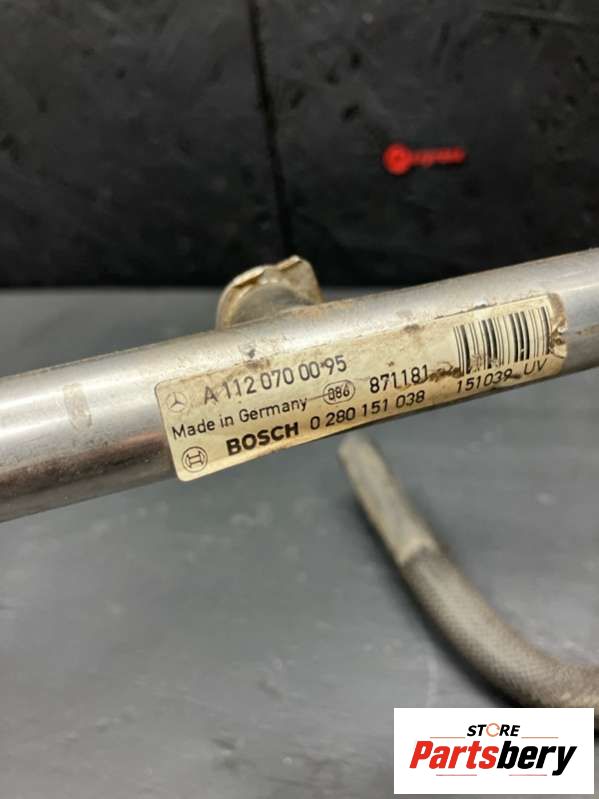 A 112 070 00 95
Made in Germany 086 871181
BOSCH 0 280 151 038 151039 UV
STORE
Partsbery